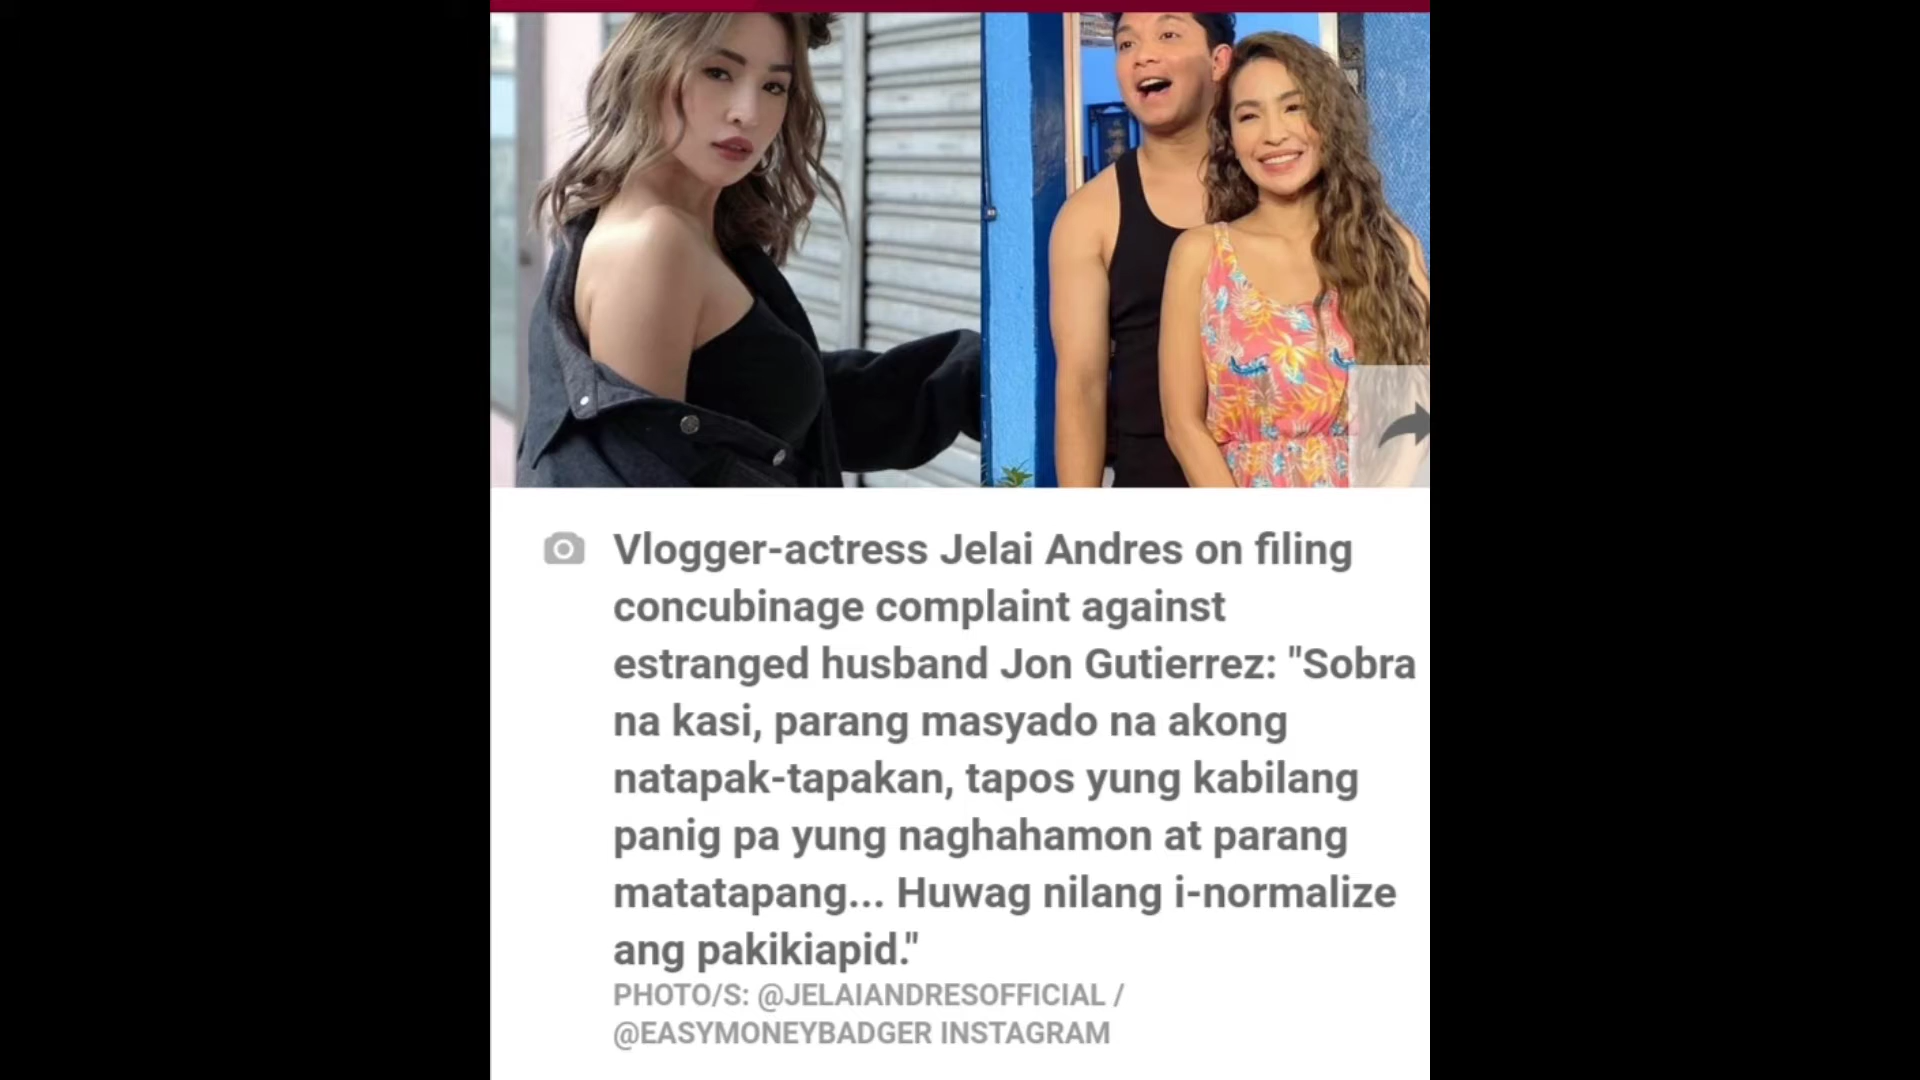 Vlogger-actress Jelai Andres on filing
concubinage complaint against
estranged husband Jon Gutierrez: "Sobra
na kasi, parang masyado na akong
natapak-tapakan, tapos yung kabilang
panig pa yung naghahamon at parang
matatapang... Huwag nilang i-normalize
ang pakikiapid."
PHOTO/S: @JELAIANDRESOFFICIAL /
@EASYMONEYBADGER INSTAGRAM